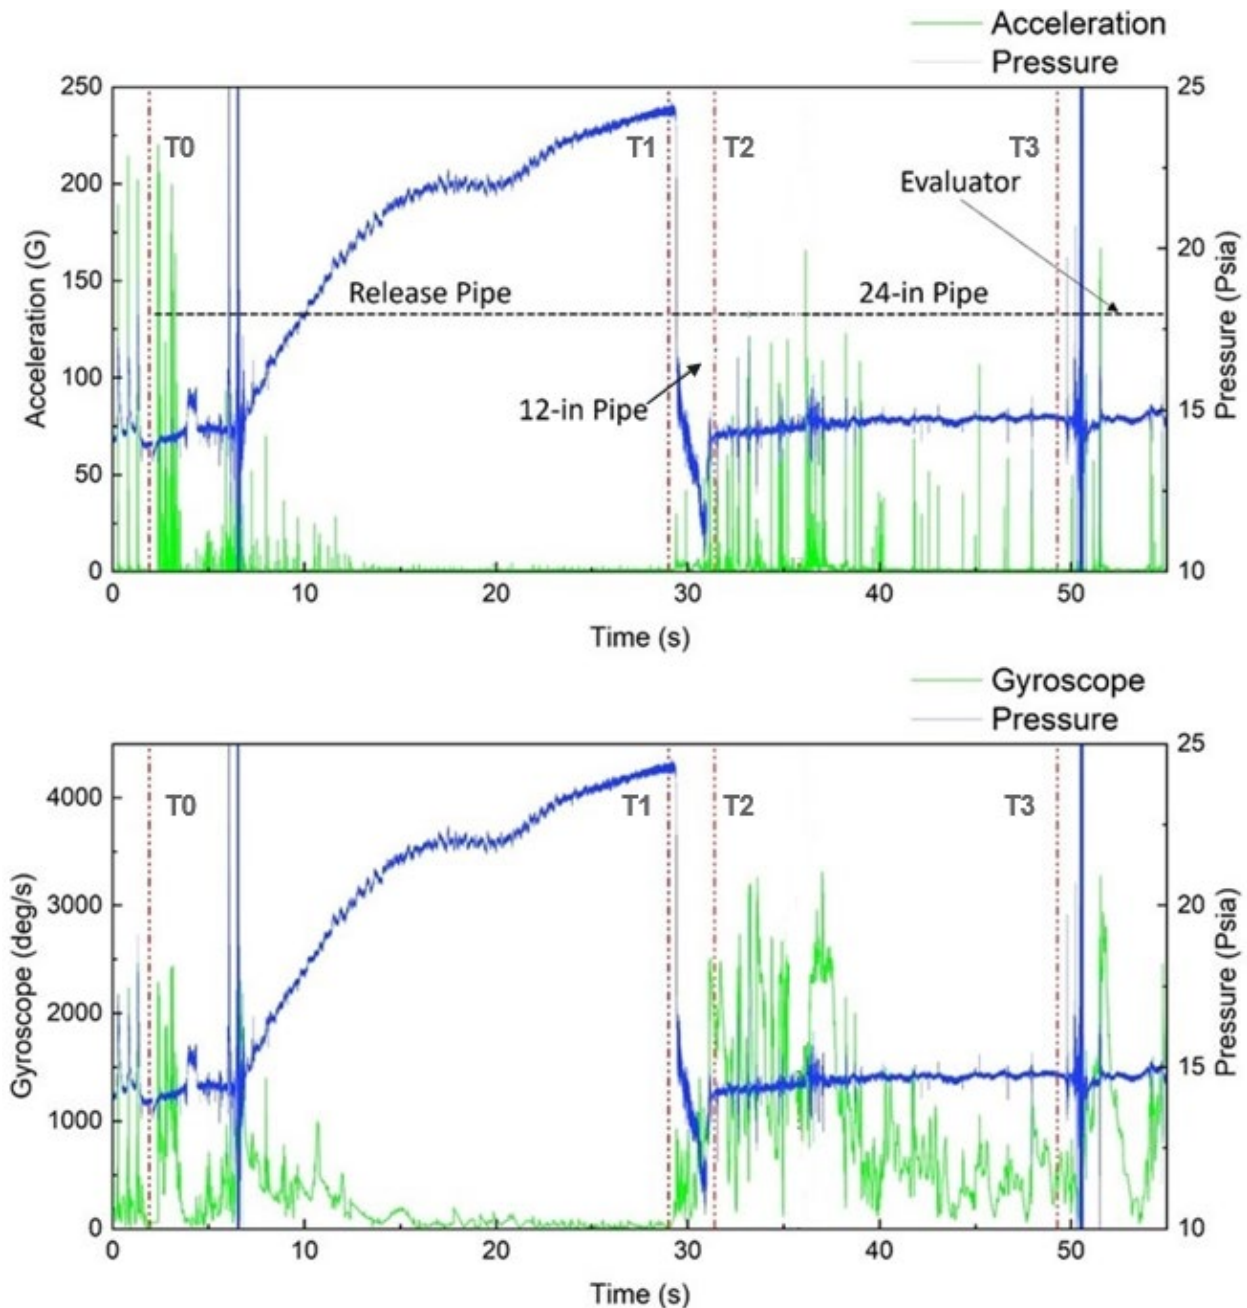 Acceleration
Pressure
250
200
150
100
50
0
Acceleration (G)
25
20
15
10
Pressure (Psia)
T0
T1
T2
T3
Evaluator
Release Pipe
24-in Pipe
12-in Pipe
0
10
20
30
40
50
Time (s)
Gyroscope
Pressure
4000
3000
2000
1000
0
Gyroscope (deg/s)
25
20
15
10
Pressure (Psia)
T0
T1
T2
T3
0
10
20
30
40
50
Time (s)